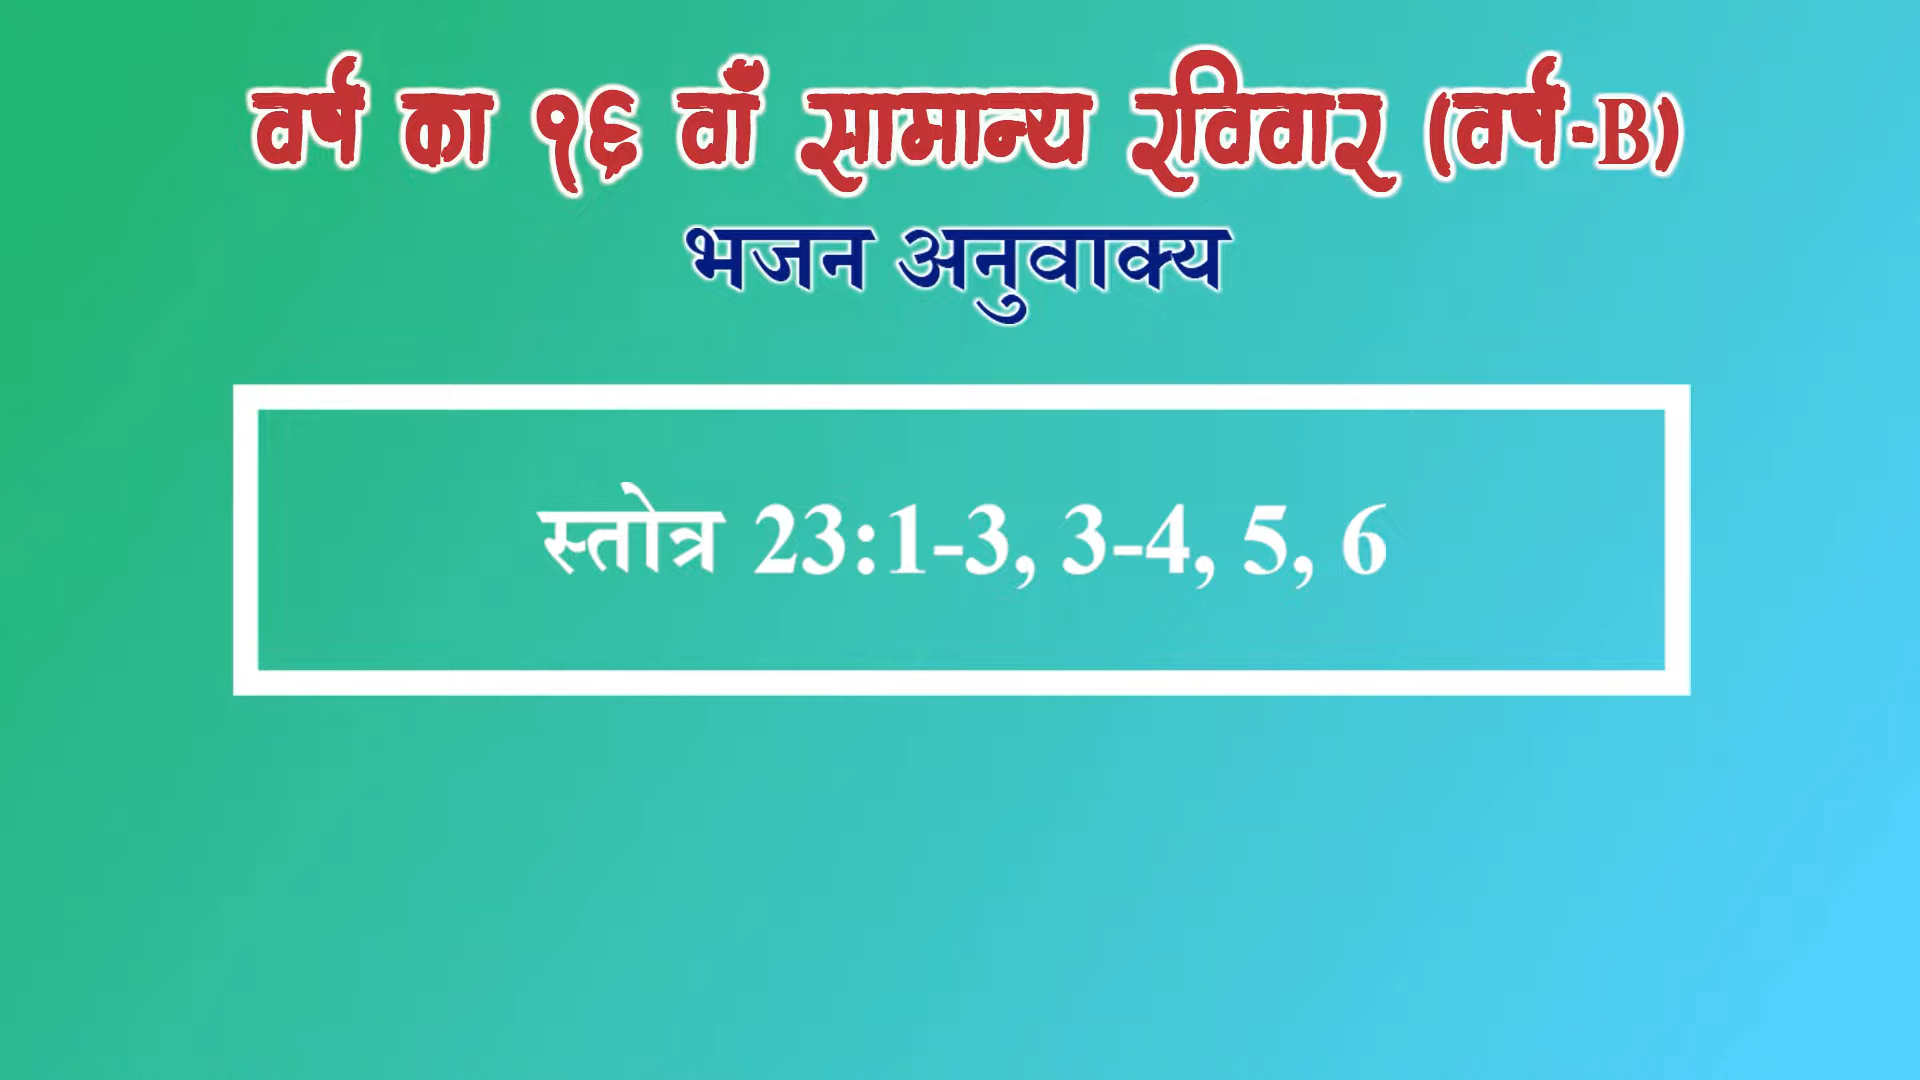 वर्ष का १६ वाँ सामान्य रविवार (वर्ष-B)
भजन अनुवाक्य
स्तोत्र 23:1-3, 3-4, 5, 6